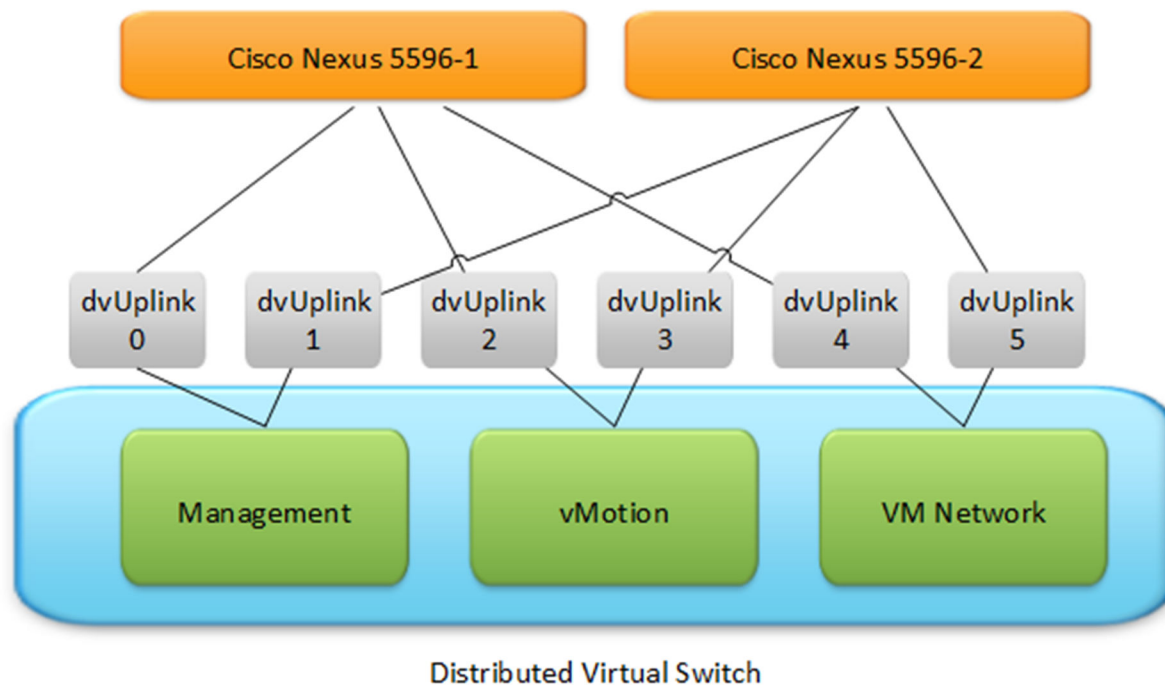 Cisco Nexus 5596-1
Cisco Nexus 5596-2
dvUplink
0
dvUplink
1
dvUplink
2
dvUplink
3
dvUplink
4
dvUplink
5
Management
vMotion
VM Network
Distributed Virtual Switch